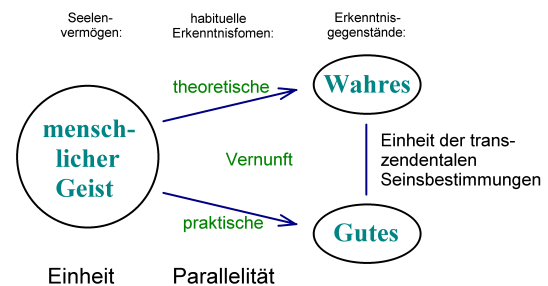 Seelen-
vermögen:
habituelle
Erkenntnisfomen:
Erkenntnis-
gegenstände:
theoretische
Wahres
mensch-
licher
Geist
Vernunft
Einheit der trans-
zendentalen
Seinsbestimmungen
praktische
Gutes
Einheit
Parallelität